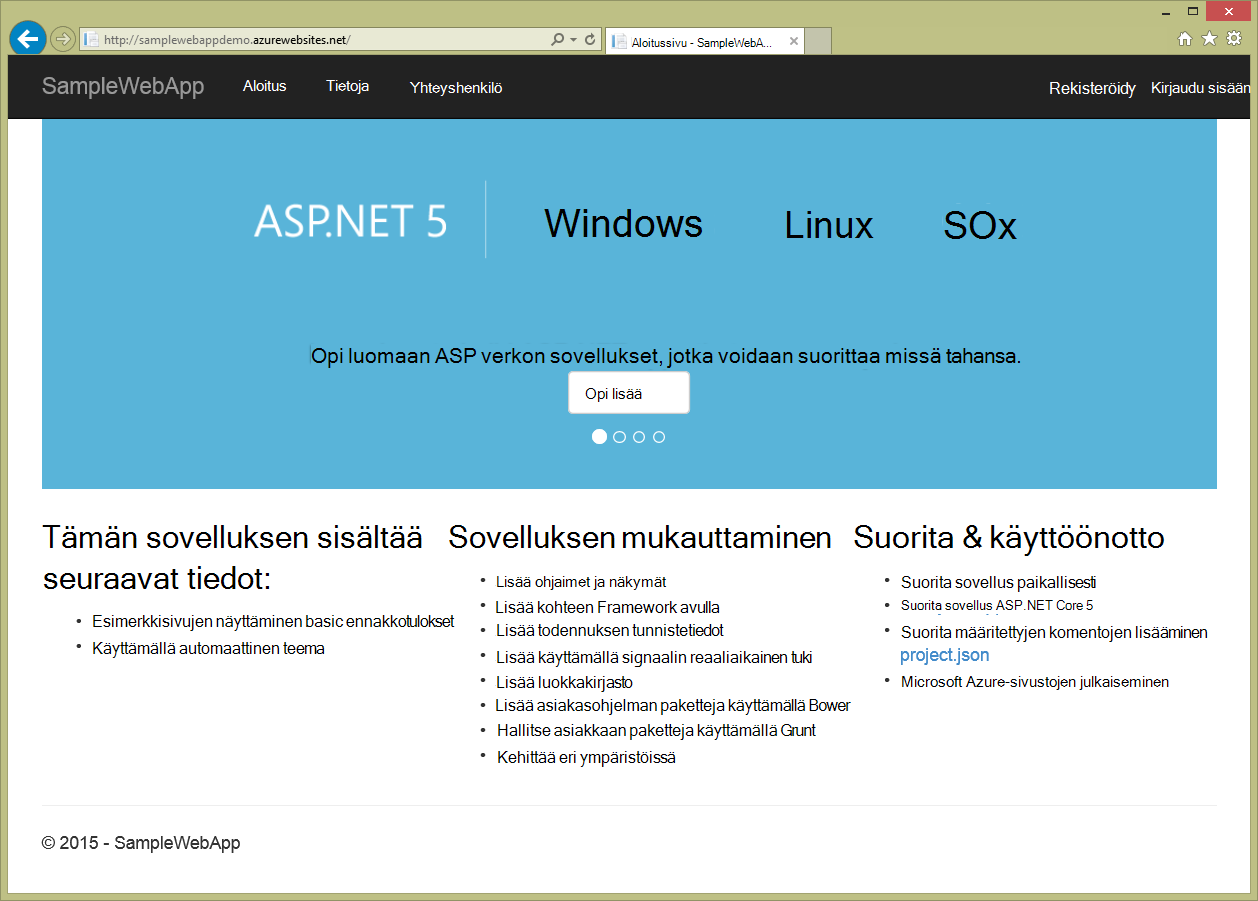 http://samplewebappdemo.azurewebsites.net/
Aloitussivu - SampleWebA...
SampleWebApp
Aloitus
Tietoja
Yhteyshenkilö
Rekisteröidy
Kirjaudu sisään
ASP.NET 5
Windows
Linux
SOx
Opi luomaan ASP verkon sovellukset, jotka voidaan suorittaa missä tahansa.
Opi lisää
Tämän sovelluksen sisältää
seuraavat tiedot:
• Esimerkkisivujen näyttäminen basic ennakkotulokset
• Käyttämällä automaattinen teema
Sovelluksen mukauttaminen
• Lisää ohjaimet ja näkymät
• Lisää kohteen Framework avulla
• Lisää todennuksen tunnistetiedot
• Lisää käyttämällä signaalin reaaliaikainen tuki
• Lisää luokkakirjasto
• Lisää asiakasohjelman paketteja käyttämällä Bower
• Hallitse asiakkaan paketteja käyttämällä Grunt
• Kehittää eri ympäristöissä
Suorita & käyttöönotto
• Suorita sovellus paikallisesti
• Suorita sovellus ASP.NET Core 5
• Suorita määritettyjen komentojen lisääminen
project.json
• Microsoft Azure-sivustojen julkaiseminen
© 2015 - SampleWebApp